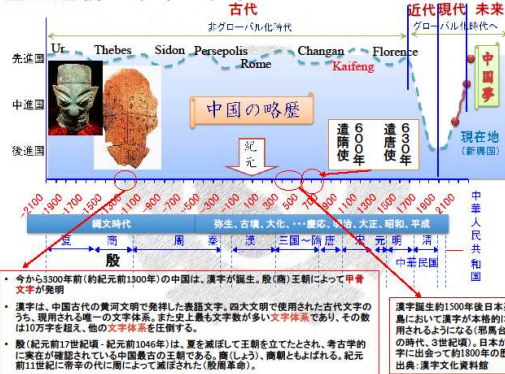 古代
近代 現代 未来
非グローバル化時代
グローバル化時代へ
先進国
中進国
後進国
Ur
Thebes
Sidon
Persepolis
Rome
Changan
Kaifeng
Florence
中国の略歴
紀元
600年
遣隋使
630年
遣唐使
中国夢
現在地
(新興国)
-2100
-1900
-1700
-1500
-1300
-1100
-900
-700
-500
-300
-100
100
300
500
700
900
1100
1300
1500
1700
1900
2100
縄文時代
弥生、古墳、大化、・・・慶応、明治、大正、昭和、平成
夏
商
周
秦
漢
三国～隋
唐
宋
元
明
清
殷
中華民国
中華人民共和国
• 今から3300年前(約紀元前1300年)の中国は、漢字が誕生。殷(商)王朝によって甲骨
文字が発明
• 漢字は、中国古代の黄河文明で発祥した表語文字。四大文明で使用された古代文字の
うち、現用される唯一の文字体系。また史上最も文字数が多い文字体系であり、その数
は10万字を超え、他の文字体系を圧倒する。
• 殷(紀元前17世紀頃 - 紀元前1046年)は、夏を滅ぼして王朝を立てたとされ、考古学的
に実在が確認されている中国最古の王朝である。商(しょう)、商朝ともよばれる。紀元
前11世紀に帝辛の代に周によって滅ぼされた(殷周革命)。
漢字誕生約1500年後日本
島において漢字が本格的に
用されるようになる(邪馬台
の時代、3世紀)。日本が
字に出会って約1800年の歴
出典:漢字文化資料館